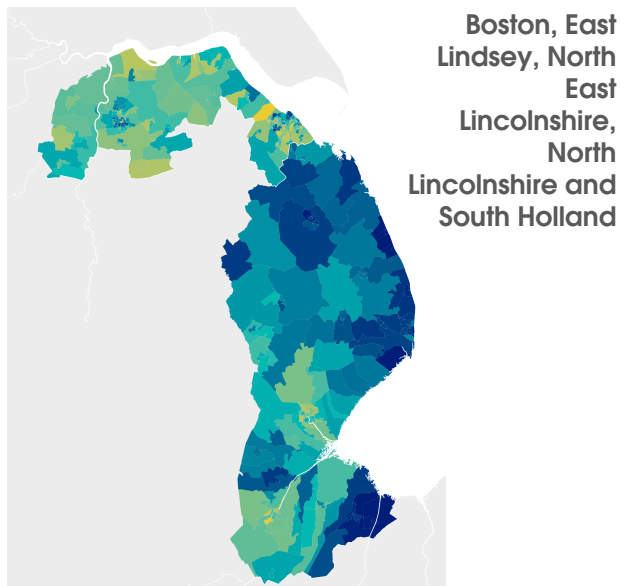 Boston, East
Lindsey, North
East
Lincolnshire,
North
Lincolnshire and
South Holland